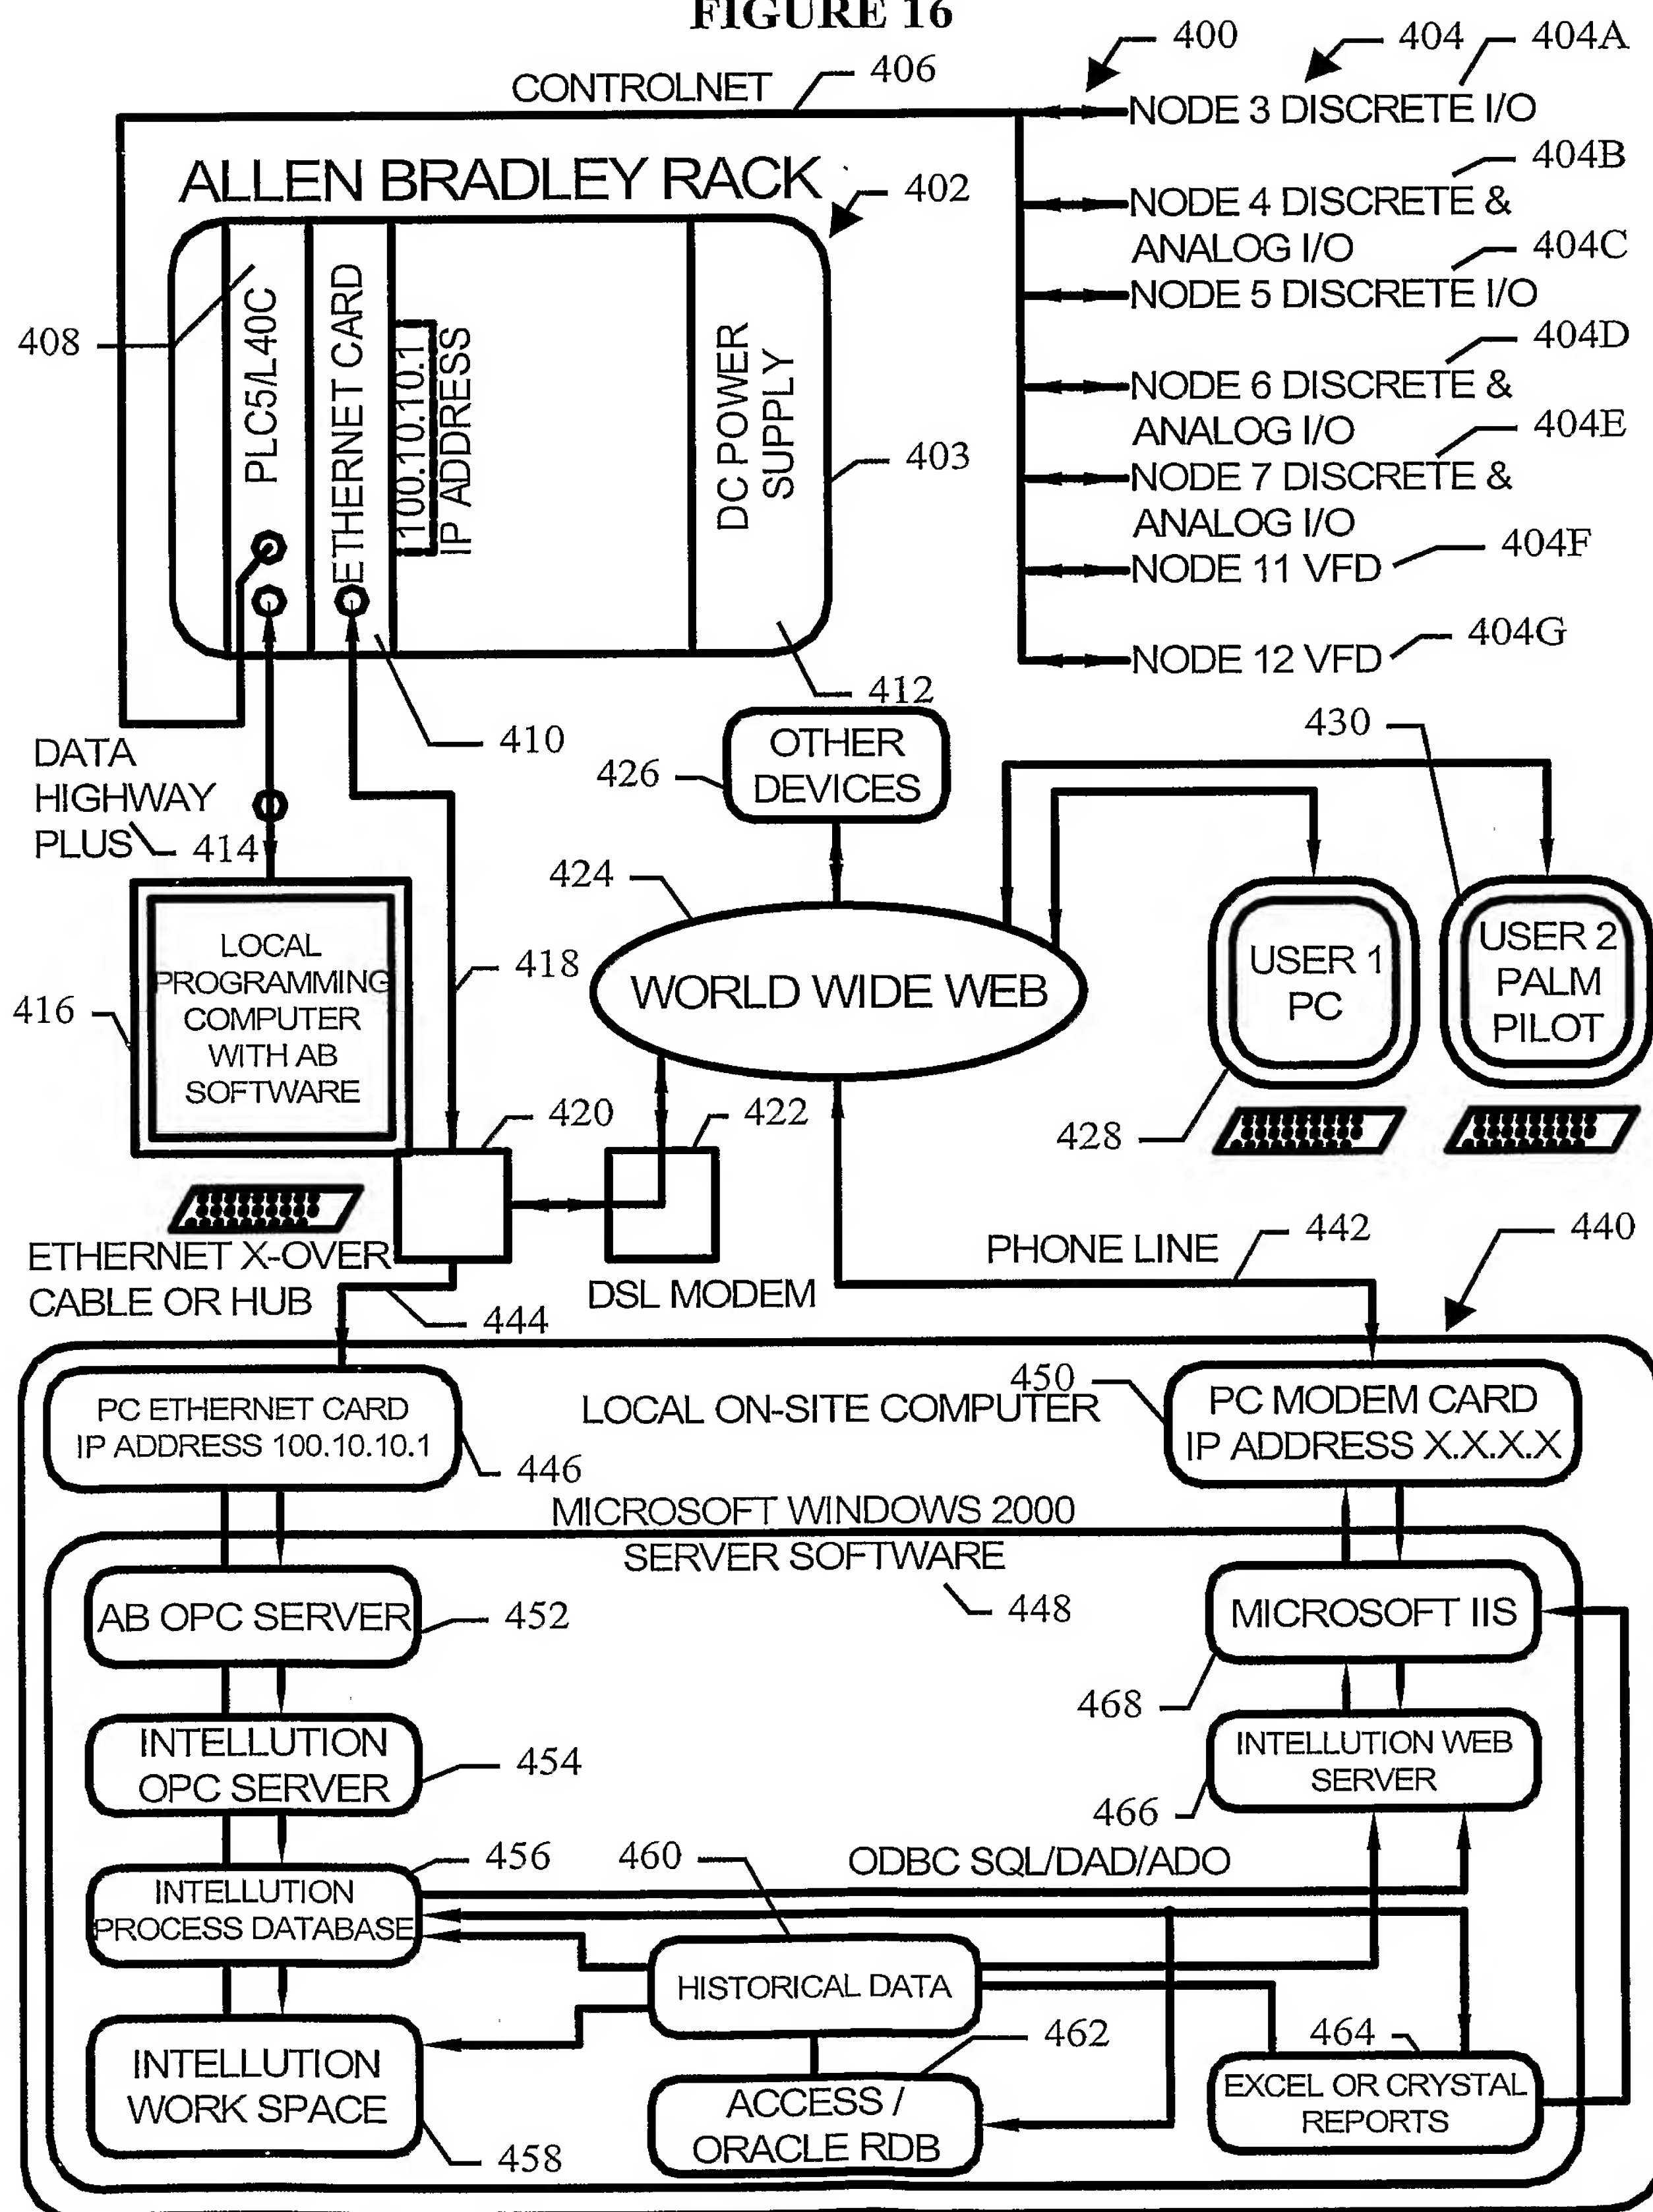 FIGURE 16
400
404
404A
CONTROLNET
406
NODE 3 DISCRETE I/O
404B
ALLEN BRADLEY RACK
402
NODE 4 DISCRETE &
ANALOG I/O
404C
NODE 5 DISCRETE I/O
404D
NODE 6 DISCRETE &
ANALOG I/O
404E
NODE 7 DISCRETE &
ANALOG I/O
404F
NODE 11 VFD
404G
NODE 12 VFD
408
PLC5/L40C
ETHERNET CARD
100.10.10.1
IP ADDRESS
DC POWER
SUPPLY
403
412
410
DATA
HIGHWAY
PLUS
414
OTHER
DEVICES
426
430
424
WORLD WIDE WEB
418
416
LOCAL
PROGRAMMING
COMPUTER
WITH AB
SOFTWARE
USER 1
PC
USER 2
PALM
PILOT
428
420
422
ETHERNET X-OVER
CABLE OR HUB
444
DSL MODEM
PHONE LINE
442
440
PC ETHERNET CARD
IP ADDRESS 100.10.10.1
446
LOCAL ON-SITE COMPUTER
450
PC MODEM CARD
IP ADDRESS X.X.X.X
MICROSOFT WINDOWS 2000
SERVER SOFTWARE
448
AB OPC SERVER
452
MICROSOFT IIS
468
INTELLUTION
OPC SERVER
454
INTELLUTION WEB
SERVER
466
456
460
ODBC SQL/DAD/ADO
INTELLUTION
PROCESS DATABASE
HISTORICAL DATA
462
464
INTELLUTION
WORK SPACE
458
ACCESS /
ORACLE RDB
EXCEL OR CRYSTAL
REPORTS